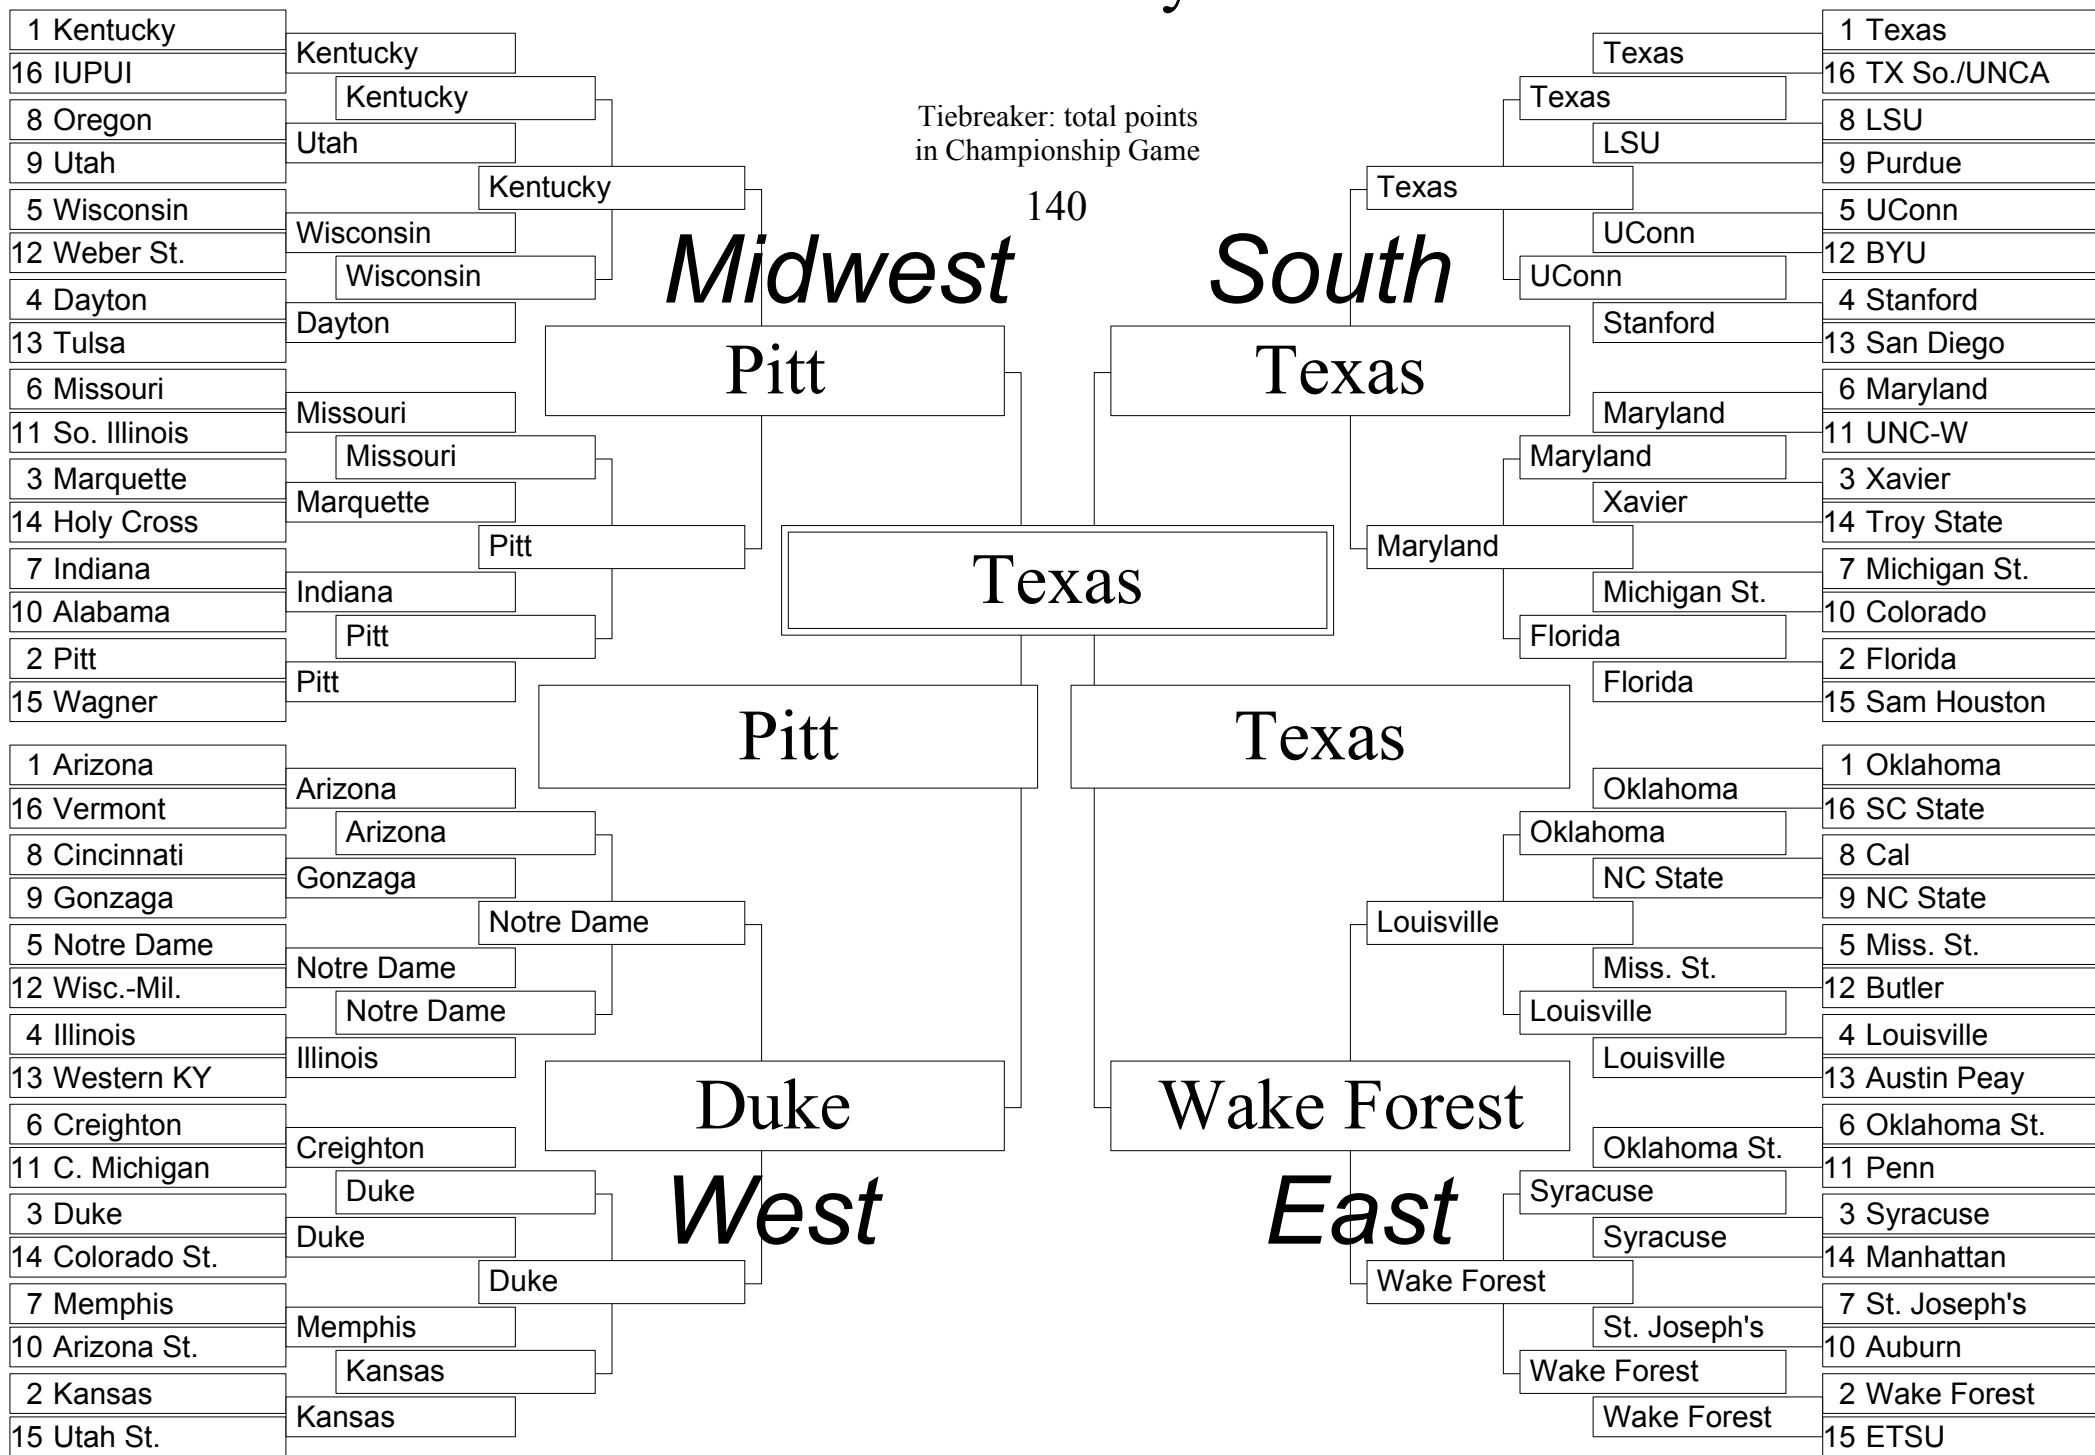 1 Kentucky
16 IUPUI
8 Oregon
9 Utah
5 Wisconsin
12 Weber St.
4 Dayton
13 Tulsa
6 Missouri
11 So. Illinois
3 Marquette
14 Holy Cross
7 Indiana
10 Alabama
2 Pitt
15 Wagner
Kentucky
Utah
Wisconsin
Dayton
Missouri
Marquette
Indiana
Pitt
Kentucky
Wisconsin
Missouri
Pitt
Kentucky
Pitt
Midwest
Pitt
1 Arizona
16 Vermont
8 Cincinnati
9 Gonzaga
5 Notre Dame
12 Wisc.-Mil.
4 Illinois
13 Western KY
6 Creighton
11 C. Michigan
3 Duke
14 Colorado St.
7 Memphis
10 Arizona St.
2 Kansas
15 Utah St.
Arizona
Gonzaga
Notre Dame
Illinois
Creighton
Duke
Memphis
Kansas
Arizona
Notre Dame
Duke
Kansas
Notre Dame
Duke
Duke
West
Tiebreaker: total points
in Championship Game
140
Texas
Pitt
Texas
South
Texas
Texas
Maryland
Texas
UConn
Maryland
Florida
Texas
LSU
UConn
Stanford
Maryland
Xavier
Michigan St.
Florida
1 Texas
16 TX So./UNCA
8 LSU
9 Purdue
5 UConn
12 BYU
4 Stanford
13 San Diego
6 Maryland
11 UNC-W
3 Xavier
14 Troy State
7 Michigan St.
10 Colorado
2 Florida
15 Sam Houston
Wake Forest
East
Louisville
Wake Forest
Oklahoma
Louisville
Syracuse
Wake Forest
Oklahoma
NC State
Miss. St.
Louisville
Oklahoma St.
Syracuse
St. Joseph's
Wake Forest
1 Oklahoma
16 SC State
8 Cal
9 NC State
5 Miss. St.
12 Butler
4 Louisville
13 Austin Peay
6 Oklahoma St.
11 Penn
3 Syracuse
14 Manhattan
7 St. Joseph's
10 Auburn
2 Wake Forest
15 ETSU